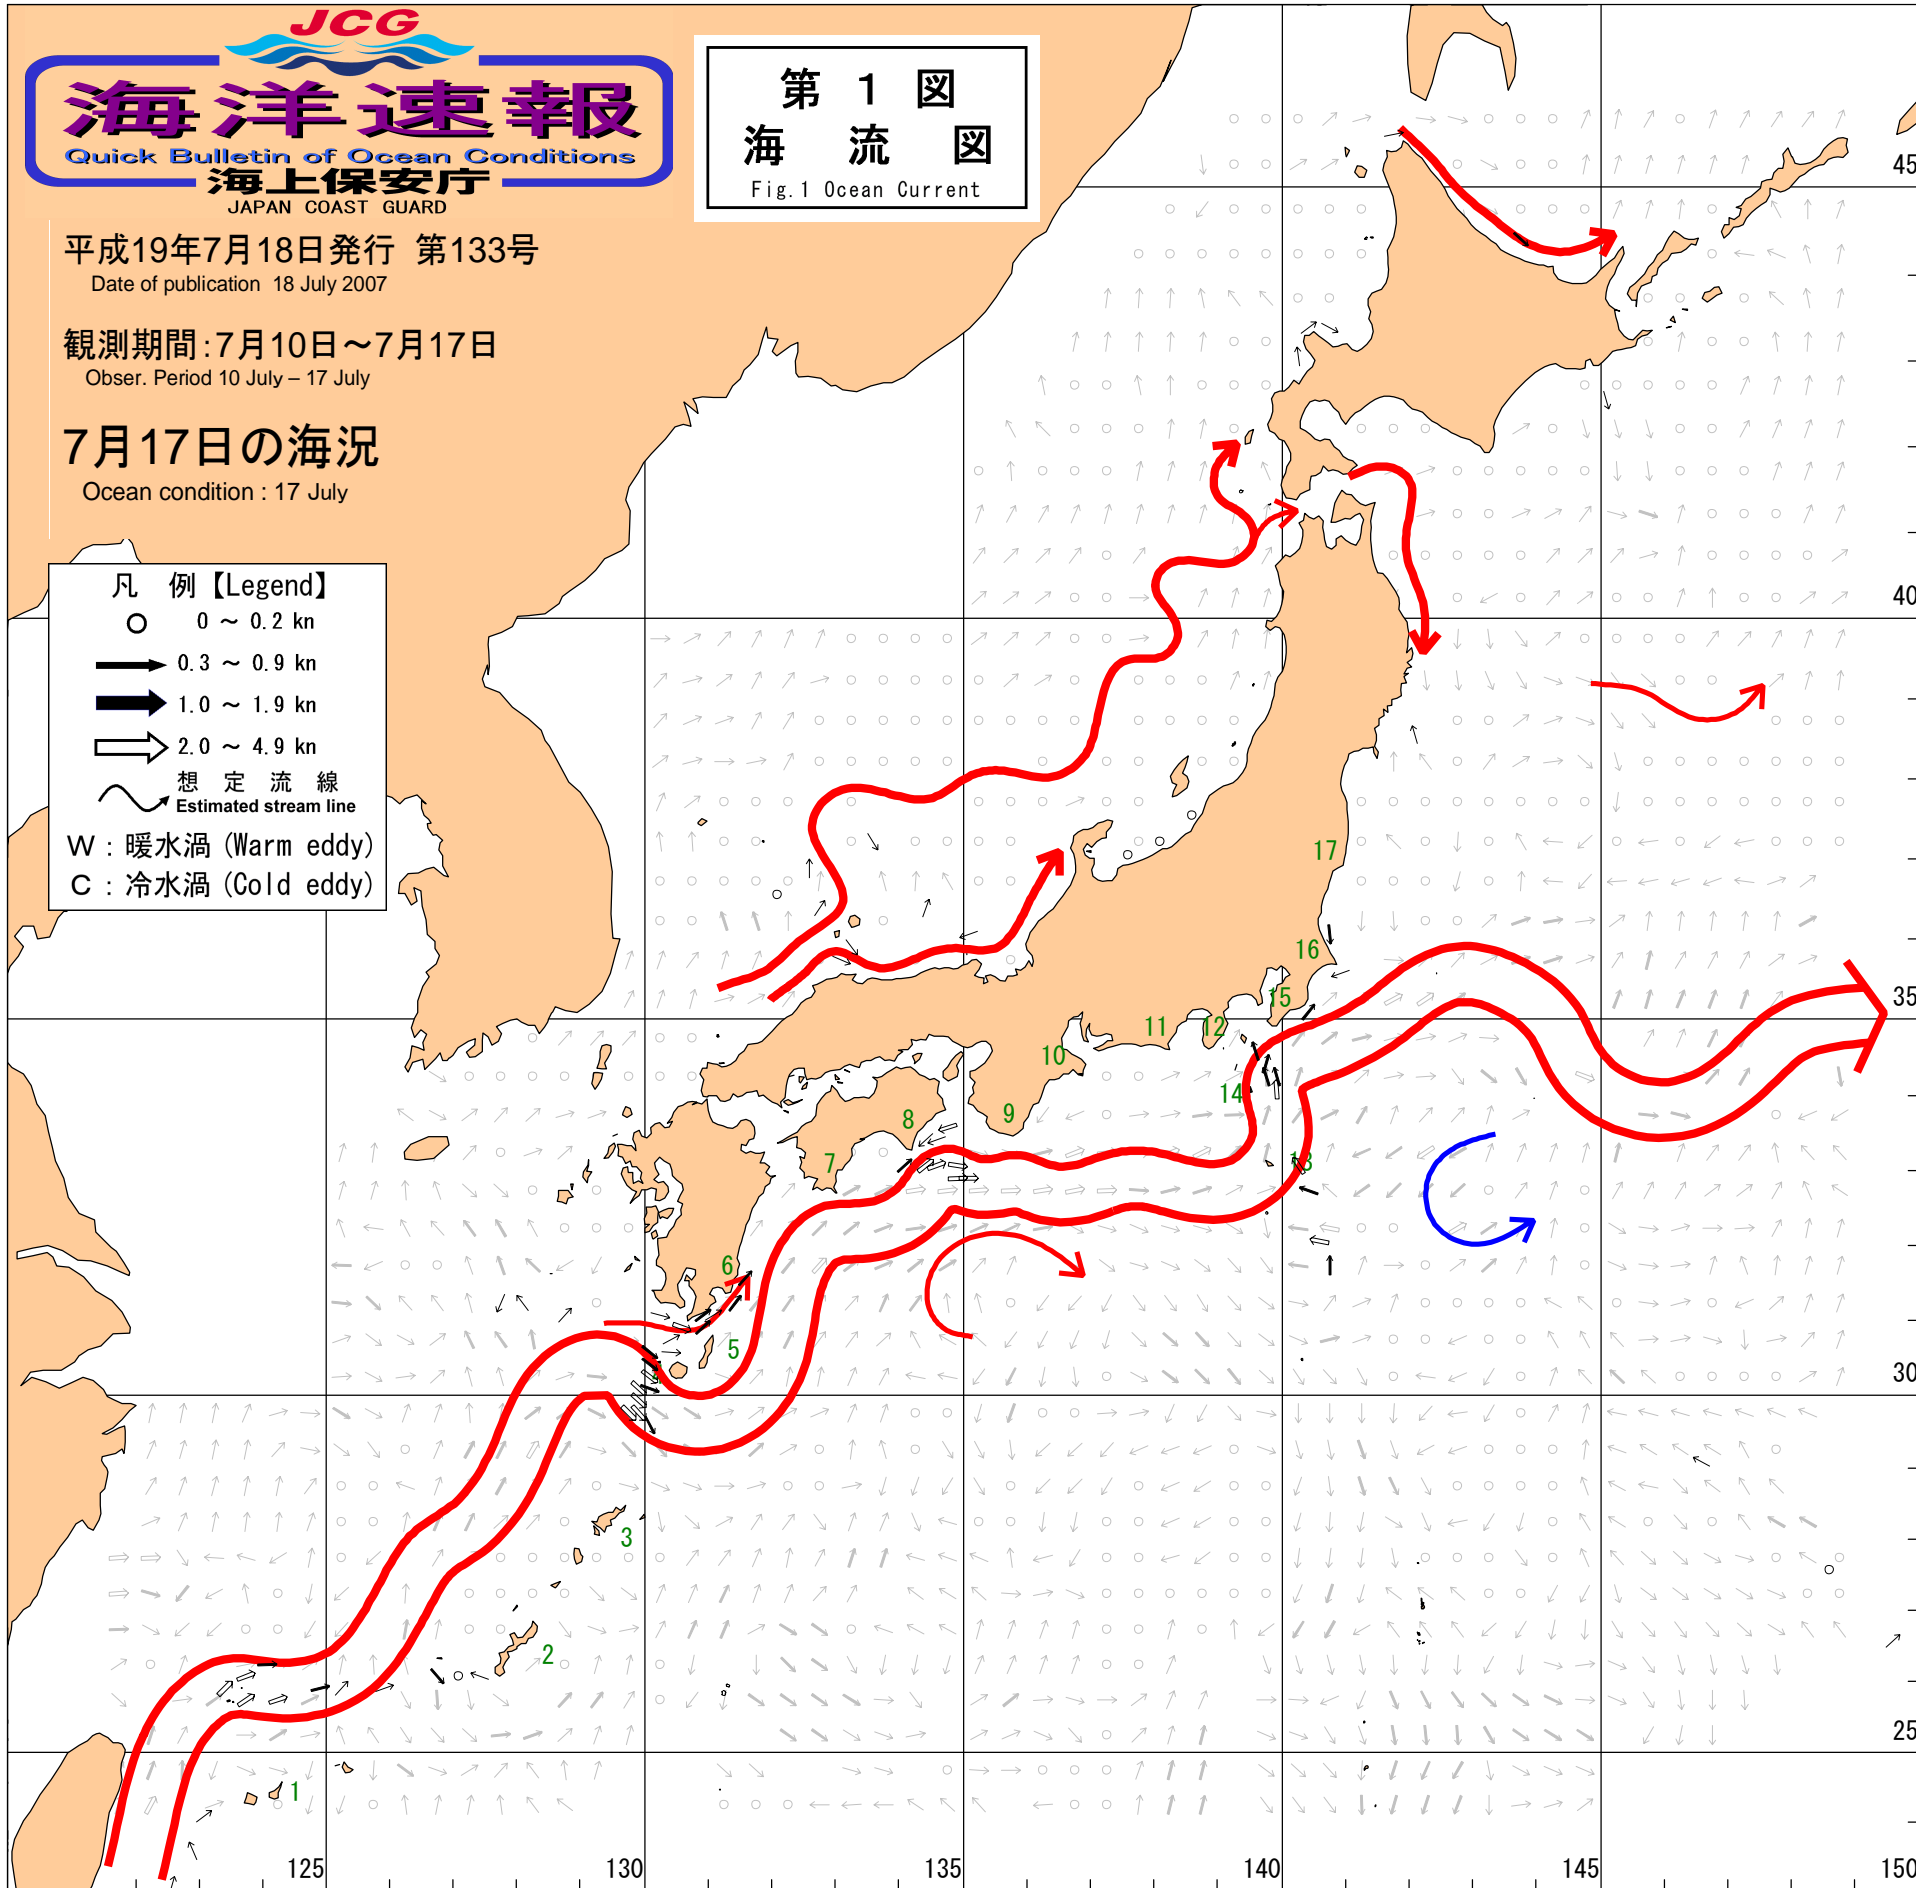 JCG
海洋速報
Quick Bulletin of Ocean Conditions
海上保安庁
JAPAN COAST GUARD
第 1 図
海 流 図
Fig.1 Ocean Current
平成19年7月18日発行 第133号
Date of publication 18 July 2007
観測期間:7月10日~7月17日
Obser. Period 10 July – 17 July
7月17日の海況
Ocean condition : 17 July
凡 例【Legend】
0 ~ 0.2 kn
0.3 ~ 0.9 kn
1.0 ~ 1.9 kn
2.0 ~ 4.9 kn
想 定 流 線
Estimated stream line
W : 暖水渦 (Warm eddy)
C : 冷水渦 (Cold eddy)
45
40
17
16
35
15
11
12
10
14
9
8
7
13
6
5
30
3
2
25
1
125
130
135
140
145
150